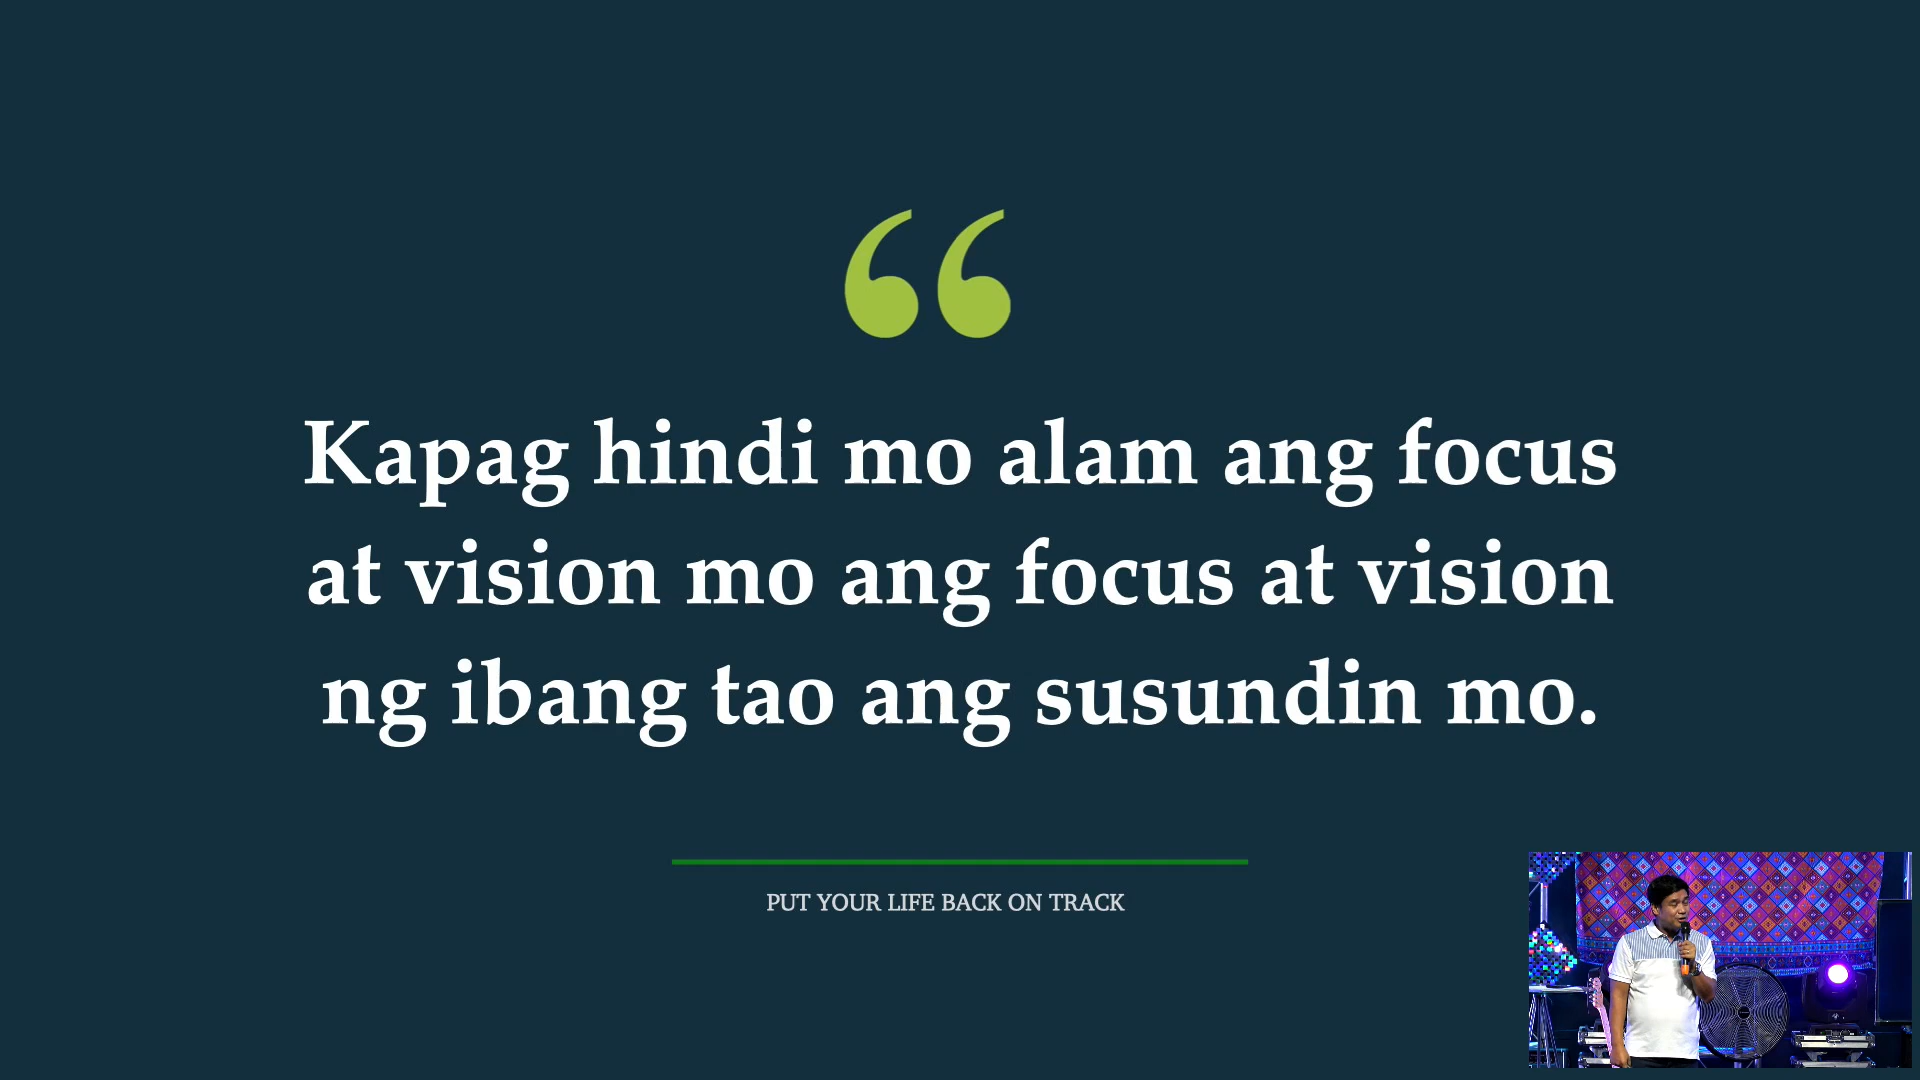 “
Kapag hindi mo alam ang focus
at vision mo ang focus at vision
ng ibang tao ang susundin mo.
PUT YOUR LIFE BACK ON TRACK